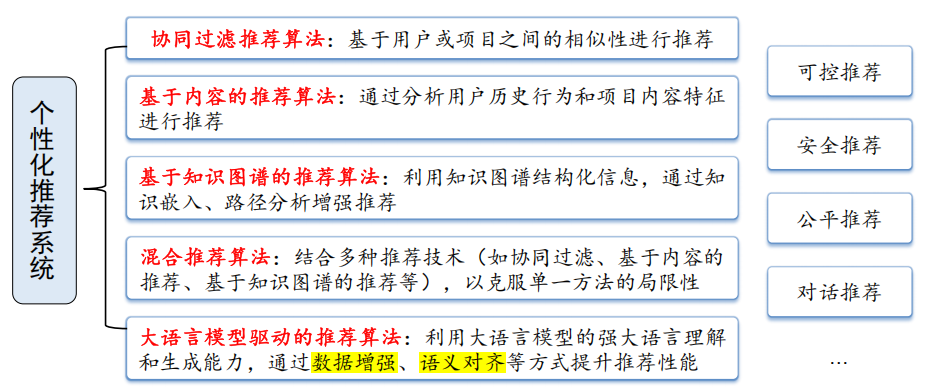 个性化推荐系统
协同过滤推荐算法：基于用户或项目之间的相似性进行推荐
基于内容的推荐算法：通过分析用户历史行为和项目内容特征
进行推荐
基于知识图谱的推荐算法：利用知识图谱结构化信息，通过知
识嵌入、路径分析增强推荐
混合推荐算法：结合多种推荐技术（如协同过滤、基于内容的
推荐、基于知识图谱的推荐等），以克服单一方法的局限性
大语言模型驱动的推荐算法：利用大语言模型的强大语言理解
和生成能力，通过数据增强、语义对齐等方式提升推荐性能
可控推荐
安全推荐
公平推荐
对话推荐
…